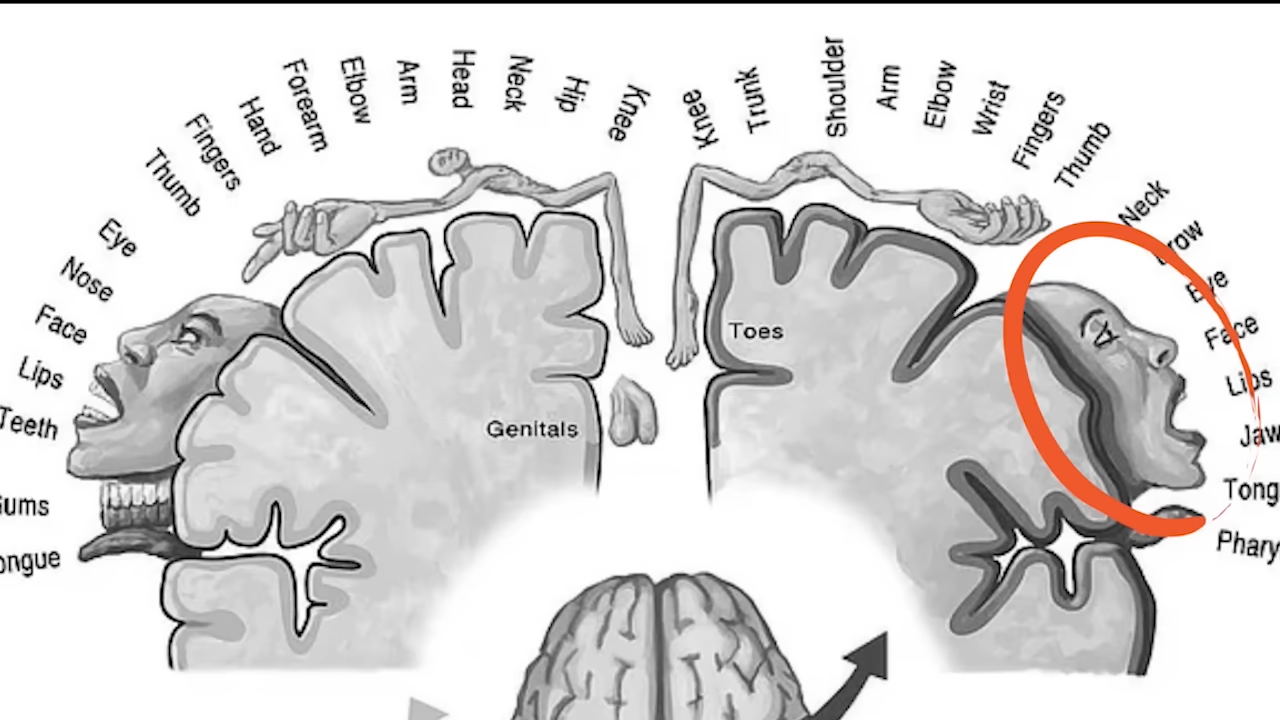 Tongue
Gums
Teeth
Lips
Face
Nose
Eye
Thumb
Fingers
Hand
Forearm
Elbow
Arm
Head
Neck
Hip
Knee
Knee
Trunk
Shoulder
Arm
Elbow
Wrist
Fingers
Thumb
Neck
Brow
Eye
Face
Lips
Jaw
Tong
Phary
Toes
Genitals